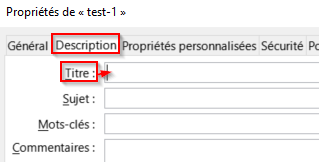 Propriétés de « test-1 »
Général Description Propriétés personnalisées Sécurité
Titre :
Sujet :
Mots-clés :
Commentaires :